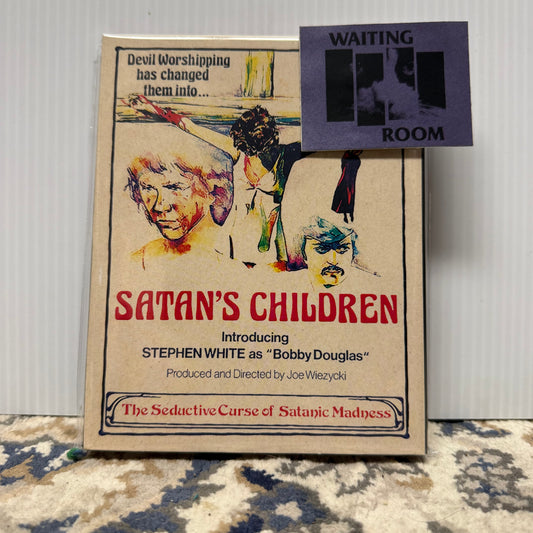 Devil Worshipping
has changed
them into...
WAITING
ROOM
SATAN'S CHILDREN
Introducing
STEPHEN WHITE as "Bobby Douglas"
Produced and Directed by Joe Wiezycki
The Seductive Curse of Satanic Madness